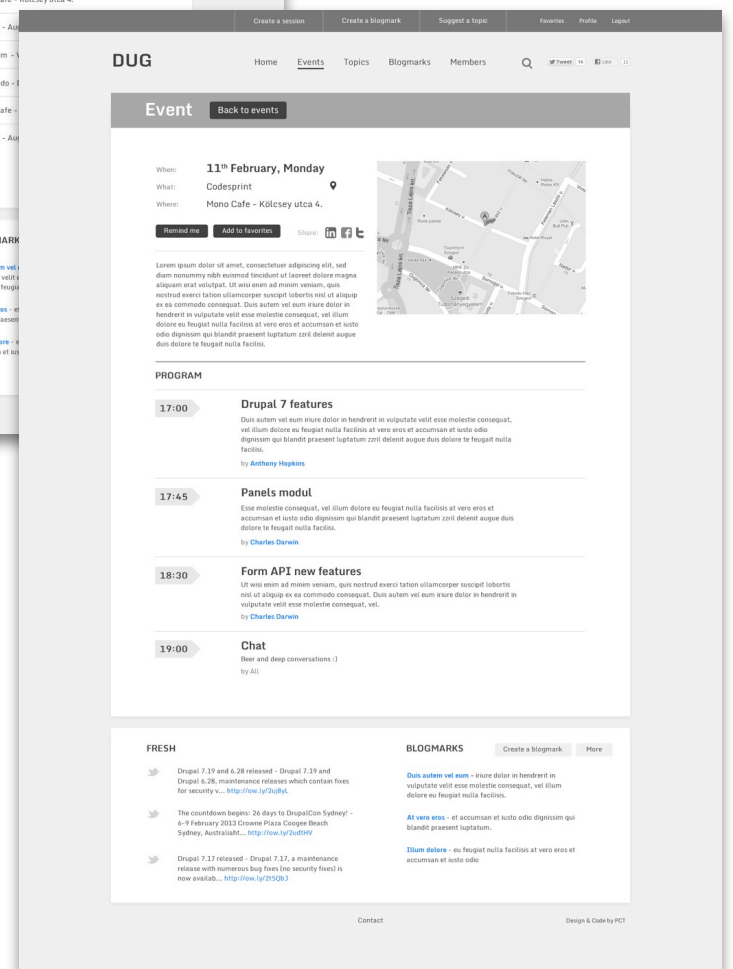 Create a session Create a blogmark Suggest a topic Favorites Profile Logout
DUG Home Events Topics Blogmarks Members Tweet 14 Like 11
Event Back to events
When: 11th February, Monday
What: Codesprint
Where: Mono Cafe - Kölcsey utca 4.
Remind me Add to favorites Share:
Lorem ipsum dolor sit amet, consectetuer adipiscing elit, sed
diam nonummy nibh euismod tincidunt ut laoreet dolore magna
aliquam erat volutpat. Ut wisi enim ad minim veniam, quis
nostrud exerci tation ullamcorper suscipit lobortis nisl ut aliquip
ex ea commodo consequat. Duis autem vel eum iriure dolor in
hendrerit in vulputate velit esse molestie consequat, vel illum
dolore eu feugiat nulla facilisis at vero eros et accumsan et iusto
odio dignissim qui blandit praesent luptatum zzril delenit augue
duis dolore te feugait nulla facilisi.
Tisza Lajos krt
Kölcsey u
A
John
Bull Pub
Hotel Royal
Tourinform
Szeged
Szegedi
Tudományegyetem
PROGRAM
17:00 Drupal 7 features
Duis autem vel eum iriure dolor in hendrerit in vulputate velit esse molestie consequat,
vel illum dolore eu feugiat nulla facilisis at vero eros et accumsan et iusto odio
dignissim qui blandit praesent luptatum zzril delenit augue duis dolore te feugait nulla
facilisi.
by Anthony Hopkins
17:45 Panels modul
Esse molestie consequat, vel illum dolore eu feugiat nulla facilisis at vero eros et
accumsan et iusto odio dignissim qui blandit praesent luptatum zzril delenit augue duis
dolore te feugait nulla facilisi.
by Charles Darwin
18:30 Form API new features
Ut wisi enim ad minim veniam, quis nostrud exerci tation ullamcorper suscipit lobortis
nisl ut aliquip ex ea commodo consequat. Duis autem vel eum iriure dolor in hendrerit in
vulputate velit esse molestie consequat, vel.
by Charles Darwin
19:00 Chat
Beer and deep conversations :)
by All
FRESH
Drupal 7.19 and 6.28 released - Drupal 7.19 and
Drupal 6.28, maintenance releases which contain fixes
for security v... http://ow.ly/2uj8yL
The countdown begins: 26 days to DrupalCon Sydney! -
6-9 February 2013 Crowne Plaza Coogee Beach
Sydney, Australiaht... http://ow.ly/2udtHV
Drupal 7.17 released - Drupal 7.17, a maintenance
release with numerous bug fixes (no security fixes) is
now availab... http://ow.ly/2t5QbJ
BLOGMARKS Create a blogmark More
Duis autem vel eum - iriure dolor in hendrerit in
vulputate velit esse molestie consequat, vel illum
dolore eu feugiat nulla facilisis.
At vero eros - et accumsan et iusto odio dignissim qui
blandit praesent luptatum.
Illum dolore - eu feugiat nulla facilisis at vero eros et
accumsan et iusto odio
Contact Design & Code by PCT